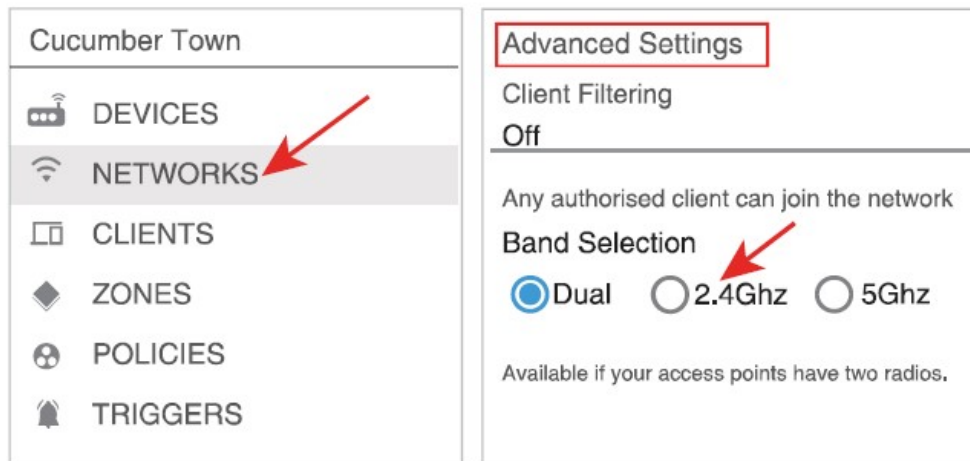 Cucumber Town
DEVICES
NETWORKS
CLIENTS
ZONES
POLICIES
TRIGGERS
Advanced Settings
Client Filtering
Off
Any authorised client can join the network
Band Selection
Dual 2.4Ghz 5Ghz
Available if your access points have two radios.